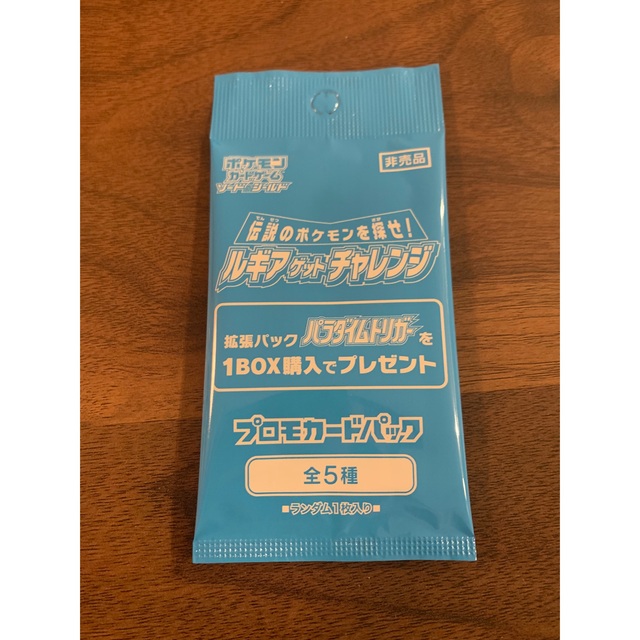 ポケモン
カードゲーム
ソード&シールド
非売品
伝説のポケモンを探せ!
ルギアゲットチャレンジ
拡張パック パラダイムトリガーを
1BOX購入でプレゼント
プロモカードパック
全5種
■ランダム1枚入り■